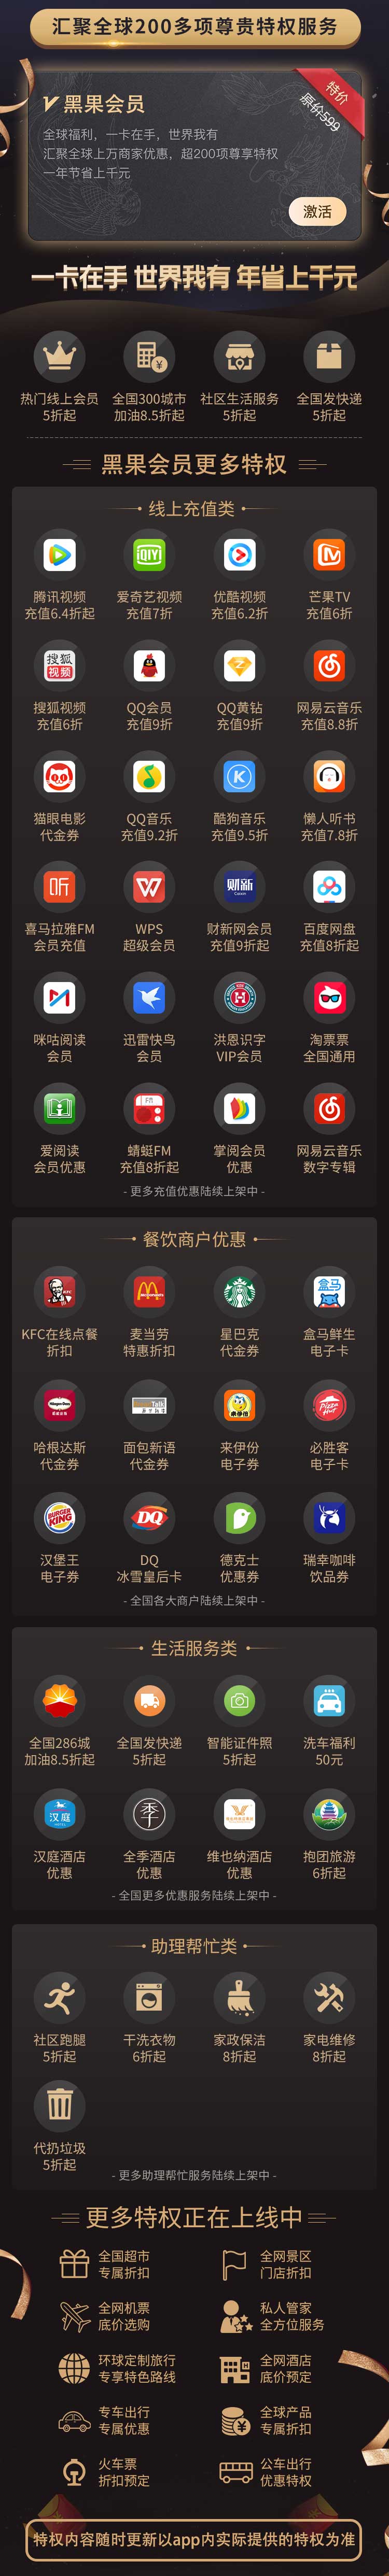 汇聚全球200多项尊贵特权服务
特价
原价599
黑果会员
全球福利，一卡在手，世界我有
汇聚全球上万商家优惠，超200项尊享特权
一年节省上千元
激活
一卡在手 世界我有 年省上千元
热门线上会员 全国300城市 社区生活服务 全国发快递
5折起 加油8.5折起 5折起 5折起
黑果会员更多特权
线上充值类
iQIYI
腾讯视频 爱奇艺视频 优酷视频 芒果TV
充值6.4折起 充值7折 充值6.2折 充值6折
搜狐
视频
搜狐视频 QQ会员 QQ黄钻 网易云音乐
充值6折 充值9折 充值9折 充值8.8折
K
猫眼电影 QQ音乐 酷狗音乐 懒人听书
代金券 充值9.2折 充值9.5折 充值7.8折
听 W 财新
Caixin
喜马拉雅FM WPS 财新网会员 百度网盘
会员充值 超级会员 充值9折起 充值8折起
H
咪咕阅读 迅雷快鸟 洪恩识字 淘票票
会员 会员 VIP会员 全国通用
FM
爱阅读 蜻蜓FM 掌阅会员 网易云音乐
会员优惠 充值8折起 优惠 数字专辑
- 更多充值优惠陆续上架中 -
餐饮商户优惠
KFC McDonald's 盒马
KFC在线点餐 麦当劳 星巴克 盒马鲜生
折扣 特惠折扣 代金券 电子卡
Häagen-Dazs Talk 来伊份 Pizza Hut
哈根达斯 面包新语 来伊份 必胜客
代金券 代金券 电子券 电子卡
BURGER KING DQ
汉堡王 DQ 德克士 瑞幸咖啡
电子券 冰雪皇后卡 优惠券 饮品券
- 全国各大商户陆续上架中 -
生活服务类
全国286城 全国发快递 智能证件照 洗车福利
加油8.5折起 5折起 5折起 50元
汉庭 季
汉庭酒店 全季酒店 维也纳酒店 抱团旅游
优惠 优惠 优惠 6折起
- 全国更多优惠服务陆续上架中 -
助理帮忙类
社区跑腿 干洗衣物 家政保洁 家电维修
5折起 6折起 8折起 8折起
代扔垃圾
5折起
- 更多助理帮忙服务陆续上架中 -
更多特权正在上线中
全国超市 全网景区
专属折扣 门店折扣
全网机票 私人管家
底价选购 全方位服务
环球定制旅行 全网酒店
专享特色路线 底价预定
专车出行 全球产品
专属优惠 专属折扣
火车票 公车出行
折扣预定 优惠特权
特权内容随时更新以app内实际提供的特权为准